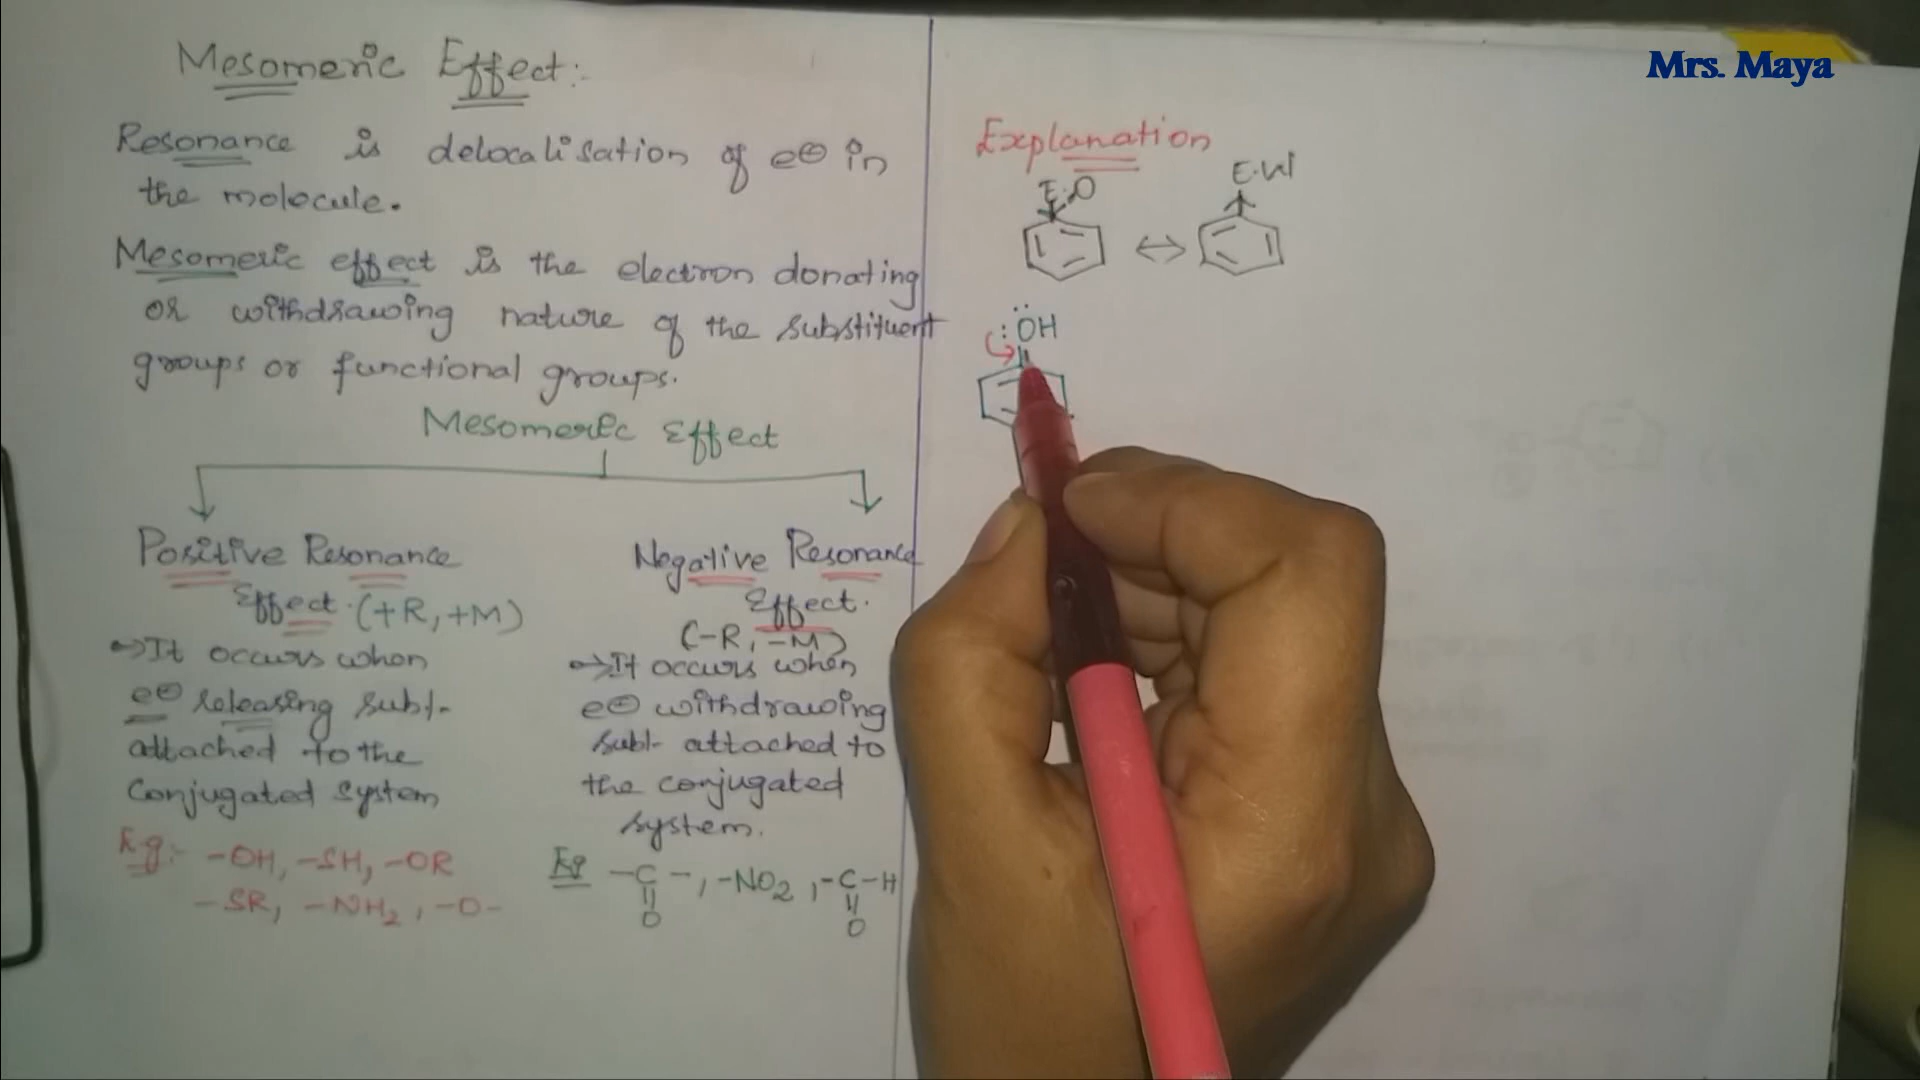 Mesomeric Effect:-
Resonance is delocalisation of e⊖ in
the molecule.
Mesomeric effect is the electron donating
or withdrawing nature of the substituent
groups or functional groups.
Mesomeric Effect
Positive Resonance
Effect. (+R, +M)
→It occurs when
e⊖ releasing subt-
attached to the
Conjugated system
Eg:- -OH, -SH, -OR
-SR, -NH2, -O-
Negative Resonance
Effect.
(-R, -M)
→It occurs when
e⊖ withdrawing
subt- attached to
the conjugated
system.
Eg -C-, -NO2, -C-H
O O
Mrs. Maya
Explanation
E.D
E.W
:OH